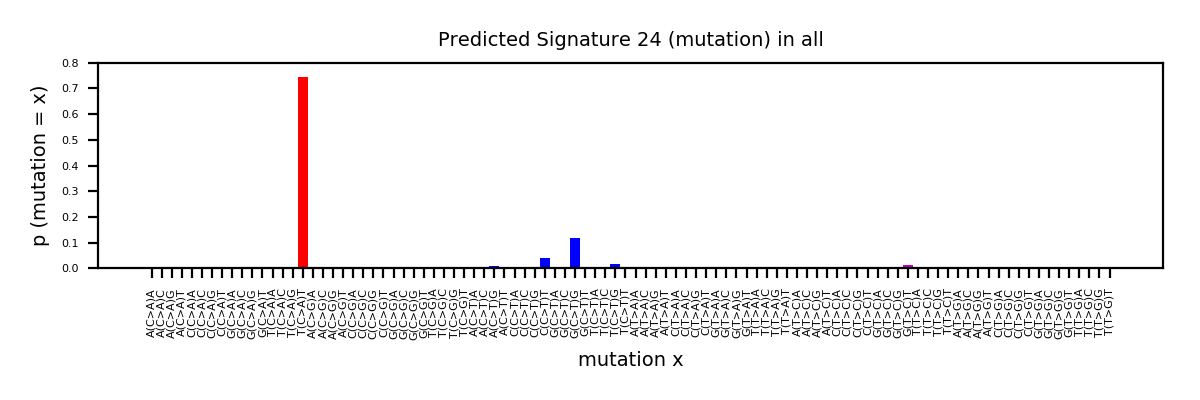 Predicted Signature 24 (mutation) in all
p (mutation = x)
0.8
0.7
0.6
0.5
0.4
0.3
0.2
0.1
0.0
A(C>A)A
A(C>A)C
A(C>A)G
A(C>A)T
C(C>A)A
C(C>A)C
C(C>A)G
C(C>A)T
G(C>A)A
G(C>A)C
G(C>A)G
G(C>A)T
T(C>A)A
T(C>A)C
T(C>A)G
T(C>A)T
A(C>G)A
A(C>G)C
A(C>G)G
A(C>G)T
C(C>G)A
C(C>G)C
C(C>G)G
C(C>G)T
G(C>G)A
G(C>G)C
G(C>G)G
G(C>G)T
T(C>G)A
T(C>G)C
T(C>G)G
T(C>G)T
A(C>T)A
A(C>T)C
A(C>T)G
A(C>T)T
C(C>T)A
C(C>T)C
C(C>T)G
C(C>T)T
G(C>T)A
G(C>T)C
G(C>T)G
G(C>T)T
T(C>T)A
T(C>T)C
T(C>T)G
T(C>T)T
A(T>A)A
A(T>A)C
A(T>A)G
A(T>A)T
C(T>A)A
C(T>A)C
C(T>A)G
C(T>A)T
G(T>A)A
G(T>A)C
G(T>A)G
G(T>A)T
T(T>A)A
T(T>A)C
T(T>A)G
T(T>A)T
A(T>C)A
A(T>C)C
A(T>C)G
A(T>C)T
C(T>C)A
C(T>C)C
C(T>C)G
C(T>C)T
G(T>C)A
G(T>C)C
G(T>C)G
G(T>C)T
T(T>C)A
T(T>C)C
T(T>C)G
T(T>C)T
A(T>G)A
A(T>G)C
A(T>G)G
A(T>G)T
C(T>G)A
C(T>G)C
C(T>G)G
C(T>G)T
G(T>G)A
G(T>G)C
G(T>G)G
G(T>G)T
T(T>G)A
T(T>G)C
T(T>G)G
T(T>G)T
mutation x